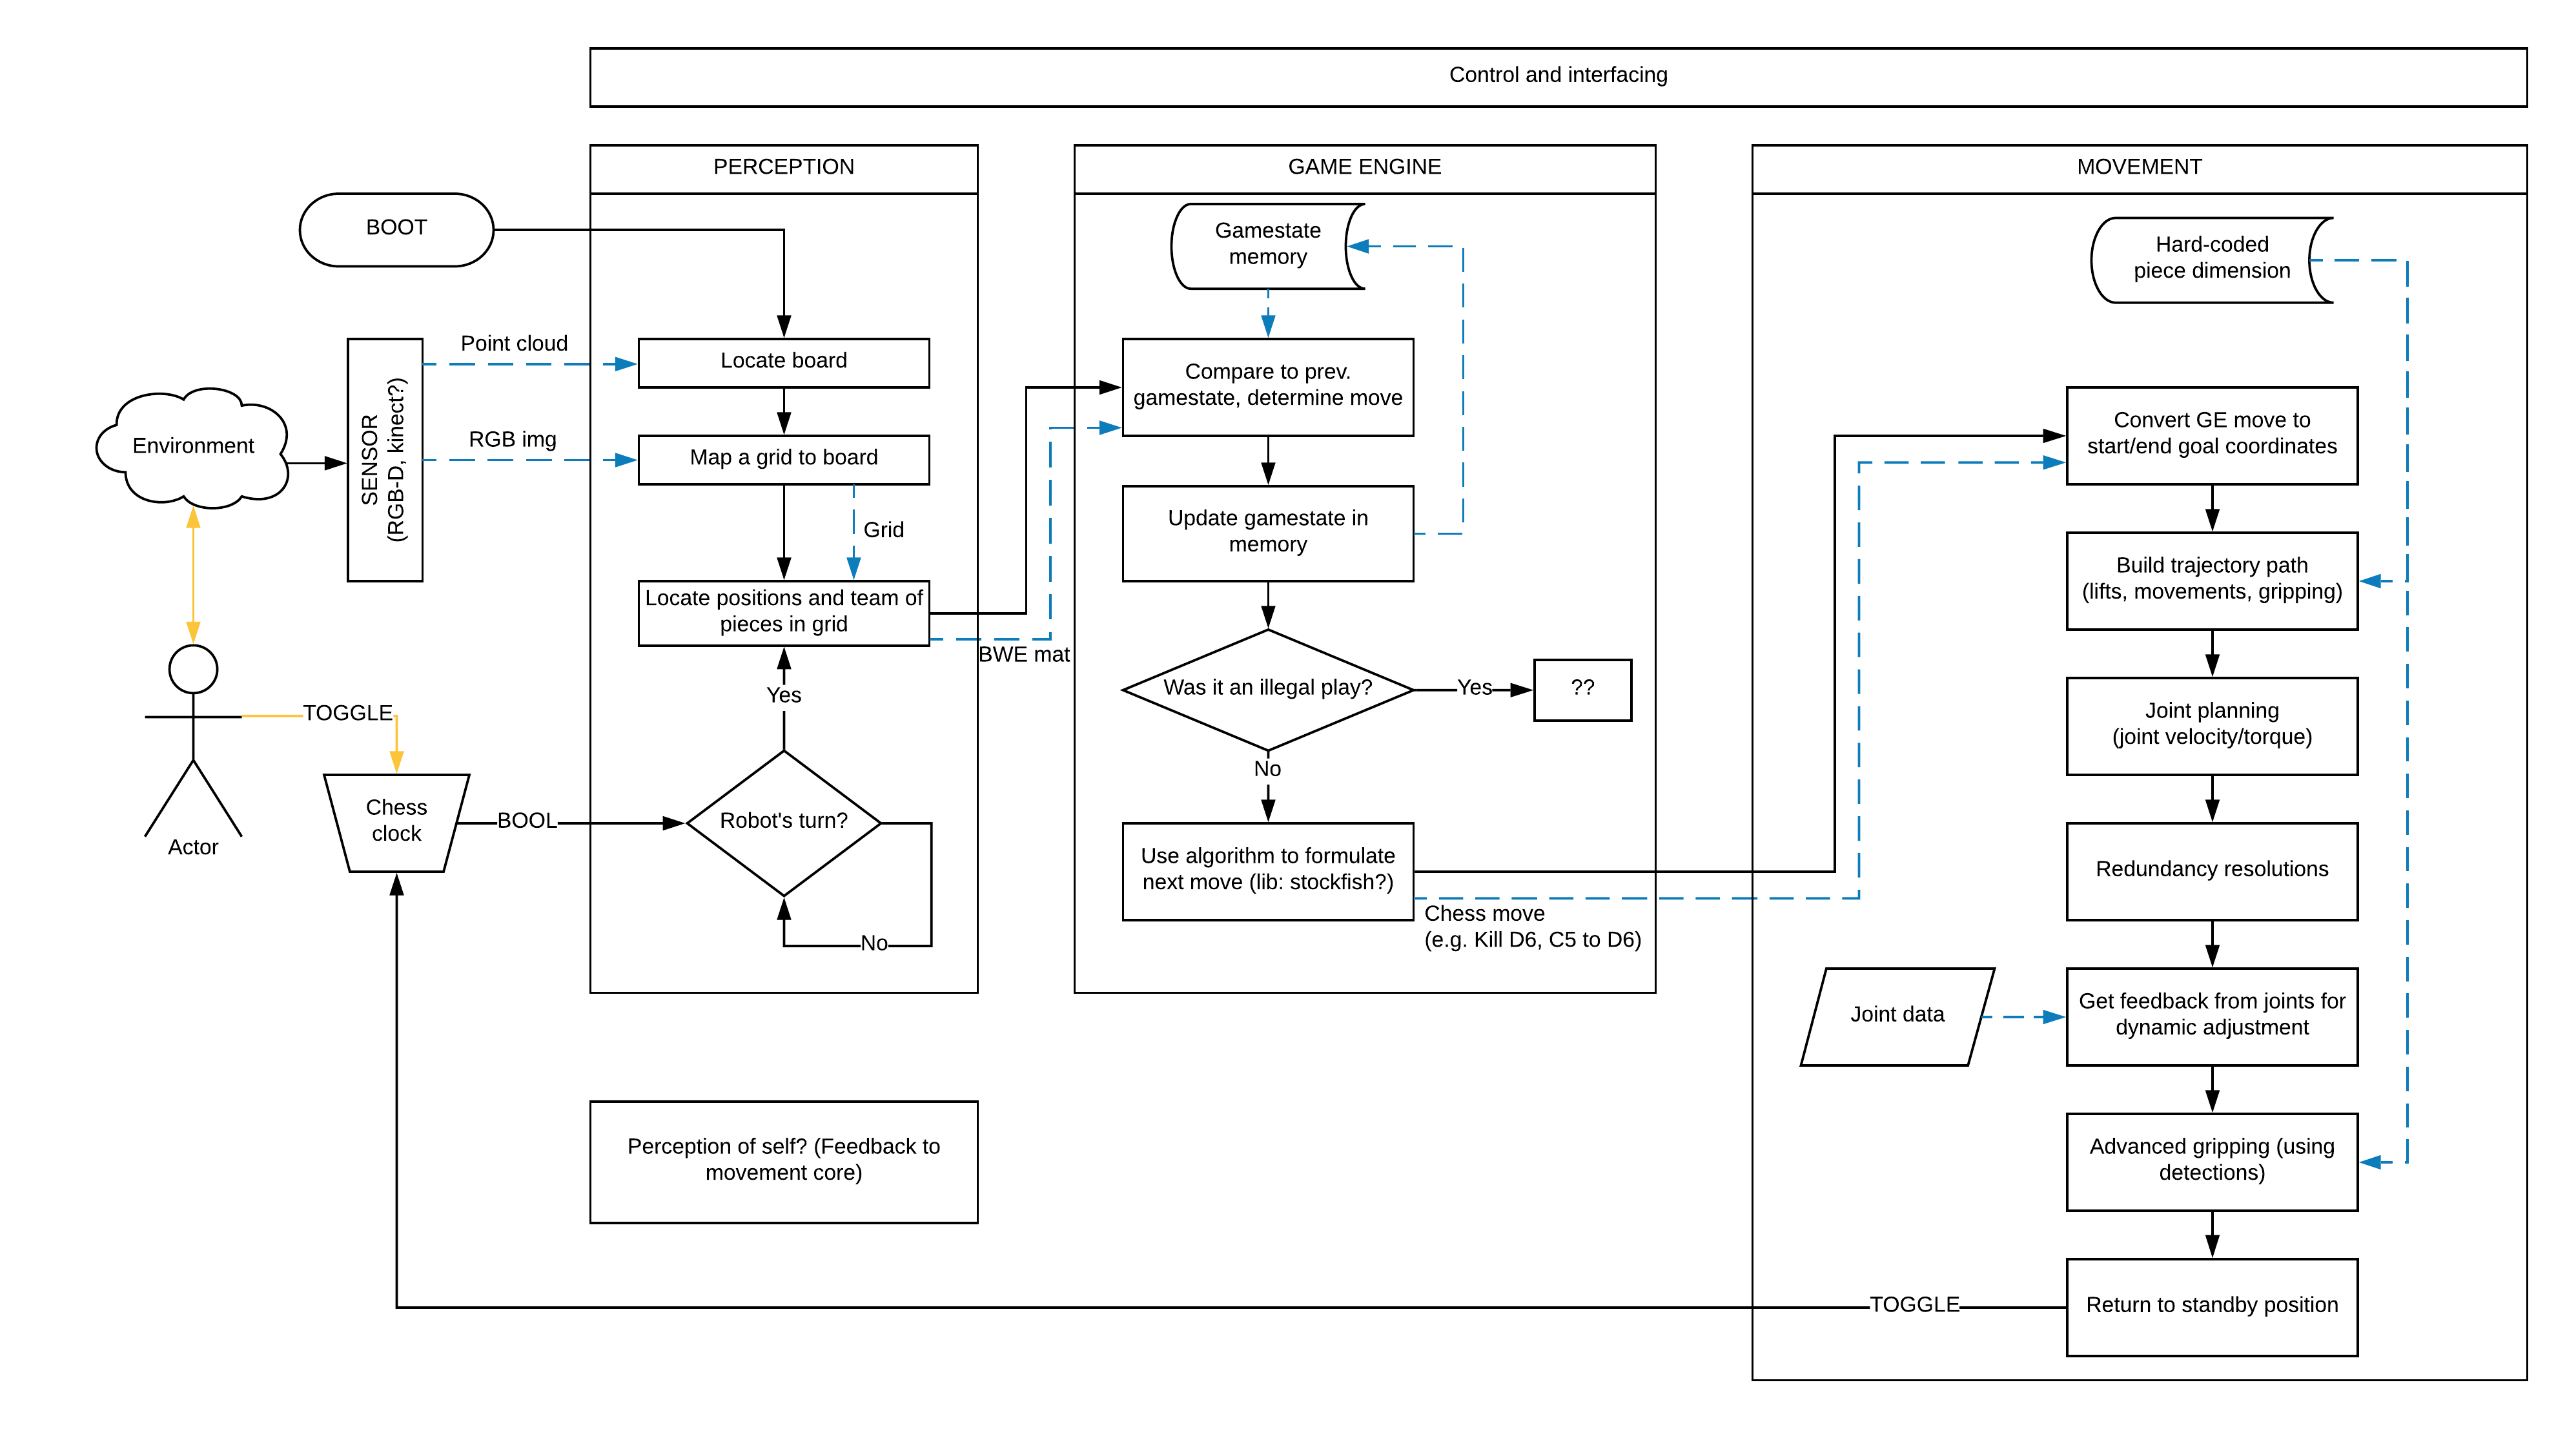 Control and interfacing
PERCEPTION
GAME ENGINE
MOVEMENT
BOOT
Gamestate
memory
Hard-coded
piece dimension
Point cloud
Locate board
Compare to prev.
gamestate, determine move
Environment
SENSOR
(RGB-D, kinect?)
RGB img
Map a grid to board
Convert GE move to
start/end goal coordinates
Grid
Update gamestate in
memory
Build trajectory path
(lifts, movements, gripping)
Locate positions and team of
pieces in grid
BWE mat
Yes
Was it an illegal play?
Yes
??
Joint planning
(joint velocity/torque)
TOGGLE
No
Chess
clock
BOOL
Robot's turn?
Actor
Use algorithm to formulate
next move (lib: stockfish?)
Redundancy resolutions
No
Chess move
(e.g. Kill D6, C5 to D6)
Joint data
Get feedback from joints for
dynamic adjustment
Perception of self? (Feedback to
movement core)
Advanced gripping (using
detections)
TOGGLE
Return to standby position